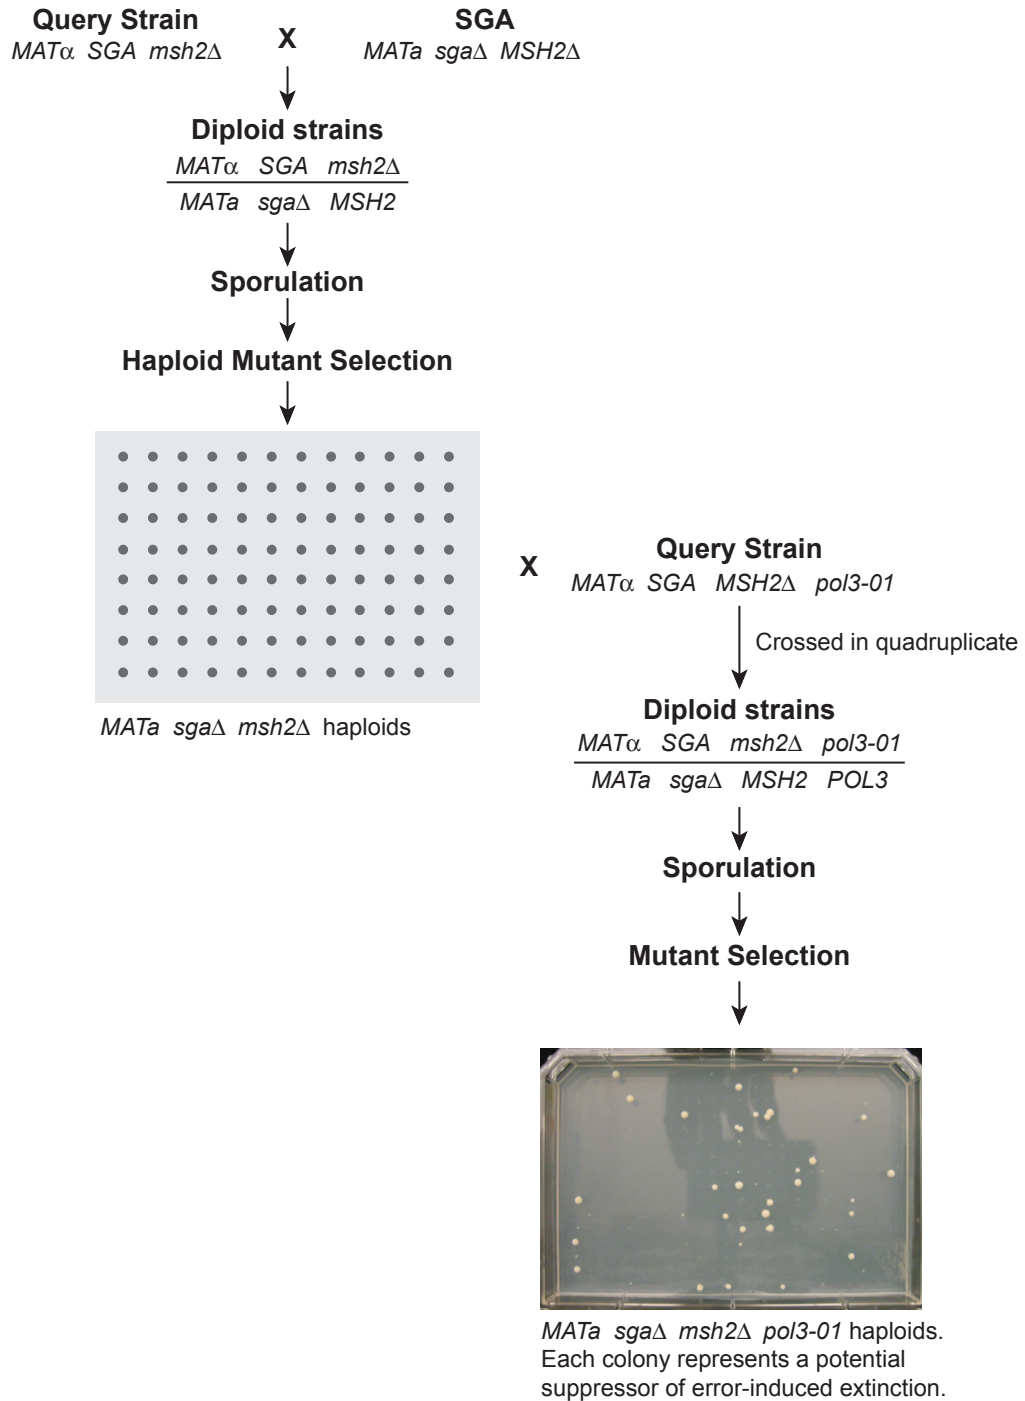 Query Strain
X
SGA
MATα SGA msh2Δ
MATa sgaΔ MSH2Δ
Diploid strains
MATα SGA msh2Δ
MATa sgaΔ MSH2
Sporulation
Haploid Mutant Selection
MATa sgaΔ msh2Δ haploids
X
Query Strain
MATα SGA MSH2Δ pol3-01
Crossed in quadruplicate
Diploid strains
MATα SGA msh2Δ pol3-01
MATa sgaΔ MSH2 POL3
Sporulation
Mutant Selection
MATa sgaΔ msh2Δ pol3-01 haploids.
Each colony represents a potential
suppressor of error-induced extinction.